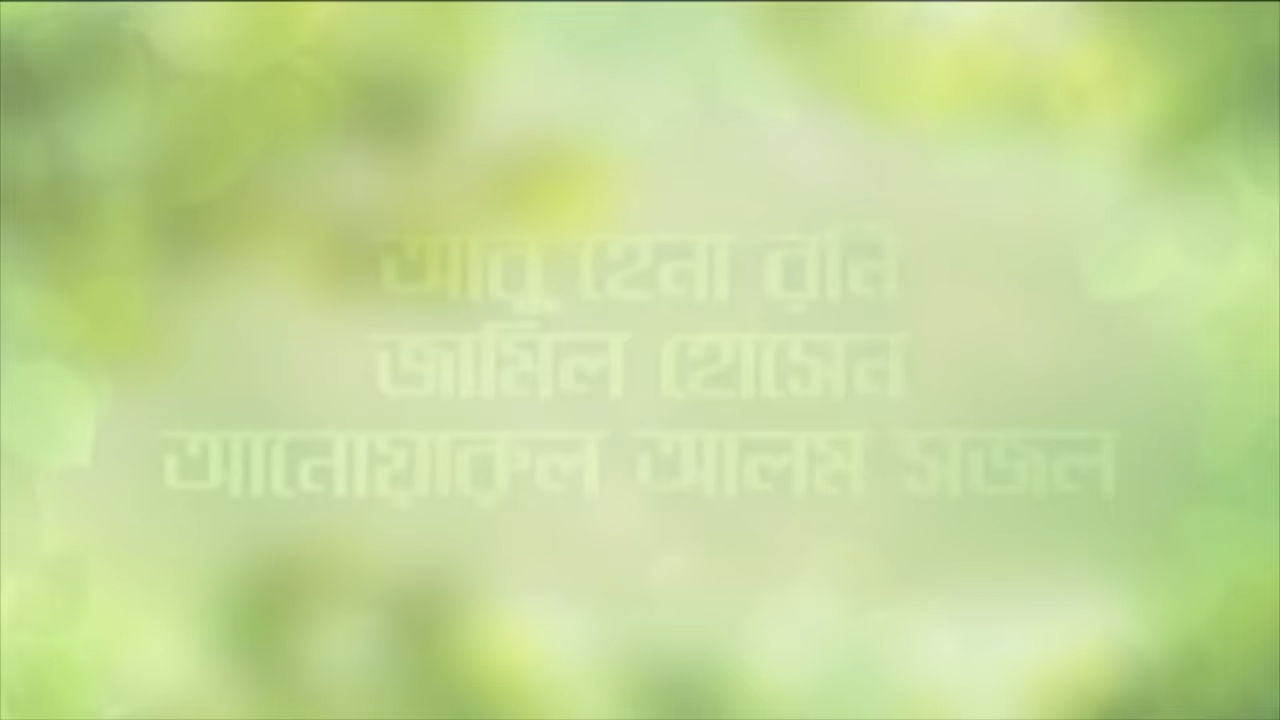 আবু হেনা রনি
জামিল হোসেন
আনোয়ারুল আলম সজল